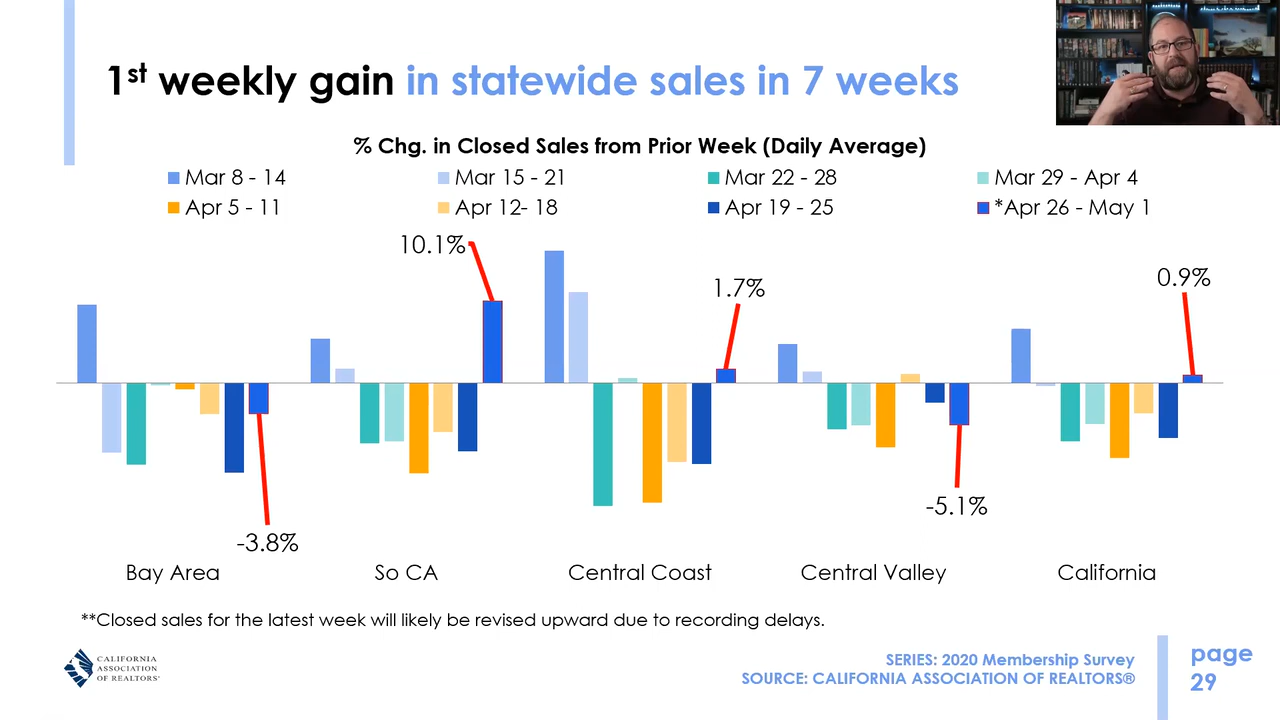 1st weekly gain in statewide sales in 7 weeks
% Chg. in Closed Sales from Prior Week (Daily Average)
Mar 8 - 14
Mar 15 - 21
Mar 22 - 28
Mar 29 - Apr 4
Apr 5 - 11
Apr 12- 18
Apr 19 - 25
*Apr 26 - May 1
10.1%
1.7%
0.9%
-5.1%
-3.8%
Bay Area
So CA
Central Coast
Central Valley
California
**Closed sales for the latest week will likely be revised upward due to recording delays.
CALIFORNIA
ASSOCIATION
OF REALTORS®
SERIES: 2020 Membership Survey
SOURCE: CALIFORNIA ASSOCIATION OF REALTORS®
page
29